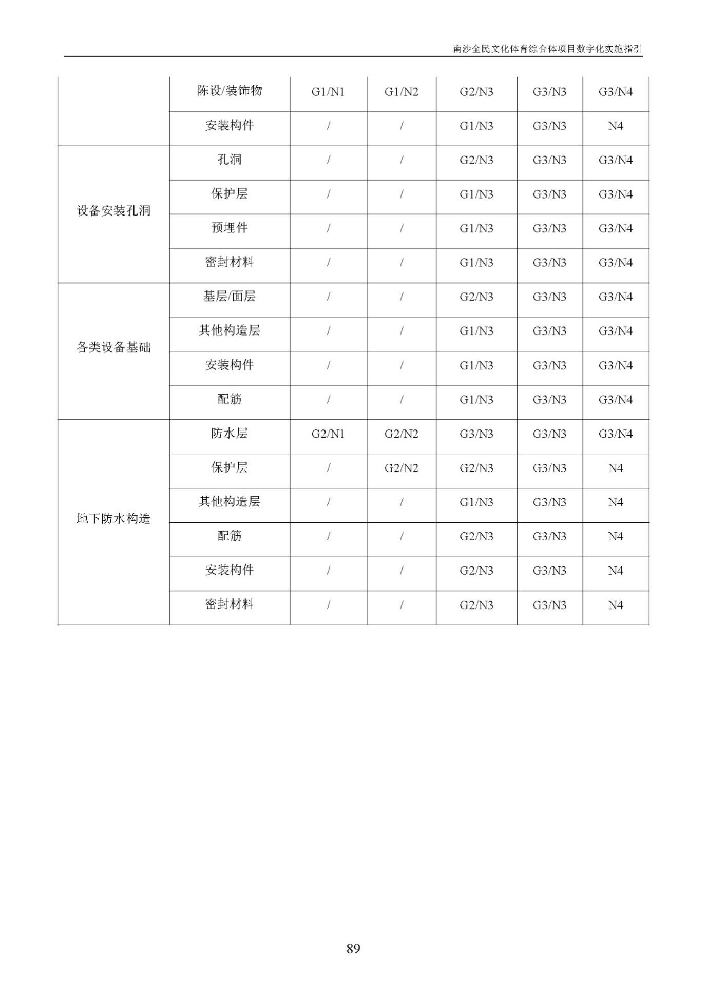 南沙全民文化体育综合体项目数字化实施指引
陈设/装饰物 G1/N1 G1/N2 G2/N3 G3/N3 G3/N4
安装构件 / / G1/N3 G3/N3 N4
设备安装孔洞
孔洞 / / G2/N3 G3/N3 G3/N4
保护层 / / G1/N3 G3/N3 G3/N4
预埋件 / / G1/N3 G3/N3 G3/N4
密封材料 / / G1/N3 G3/N3 G3/N4
各类设备基础
基层/面层 / / G2/N3 G3/N3 G3/N4
其他构造层 / / G1/N3 G3/N3 G3/N4
安装构件 / / G1/N3 G3/N3 G3/N4
配筋 / / G1/N3 G3/N3 G3/N4
地下防水构造
防水层 G2/N1 G2/N2 G3/N3 G3/N3 G3/N4
保护层 / G2/N2 G2/N3 G3/N3 N4
其他构造层 / / G1/N3 G3/N3 N4
配筋 / / G2/N3 G3/N3 N4
安装构件 / / G2/N3 G3/N3 N4
密封材料 / / G2/N3 G3/N3 N4
89